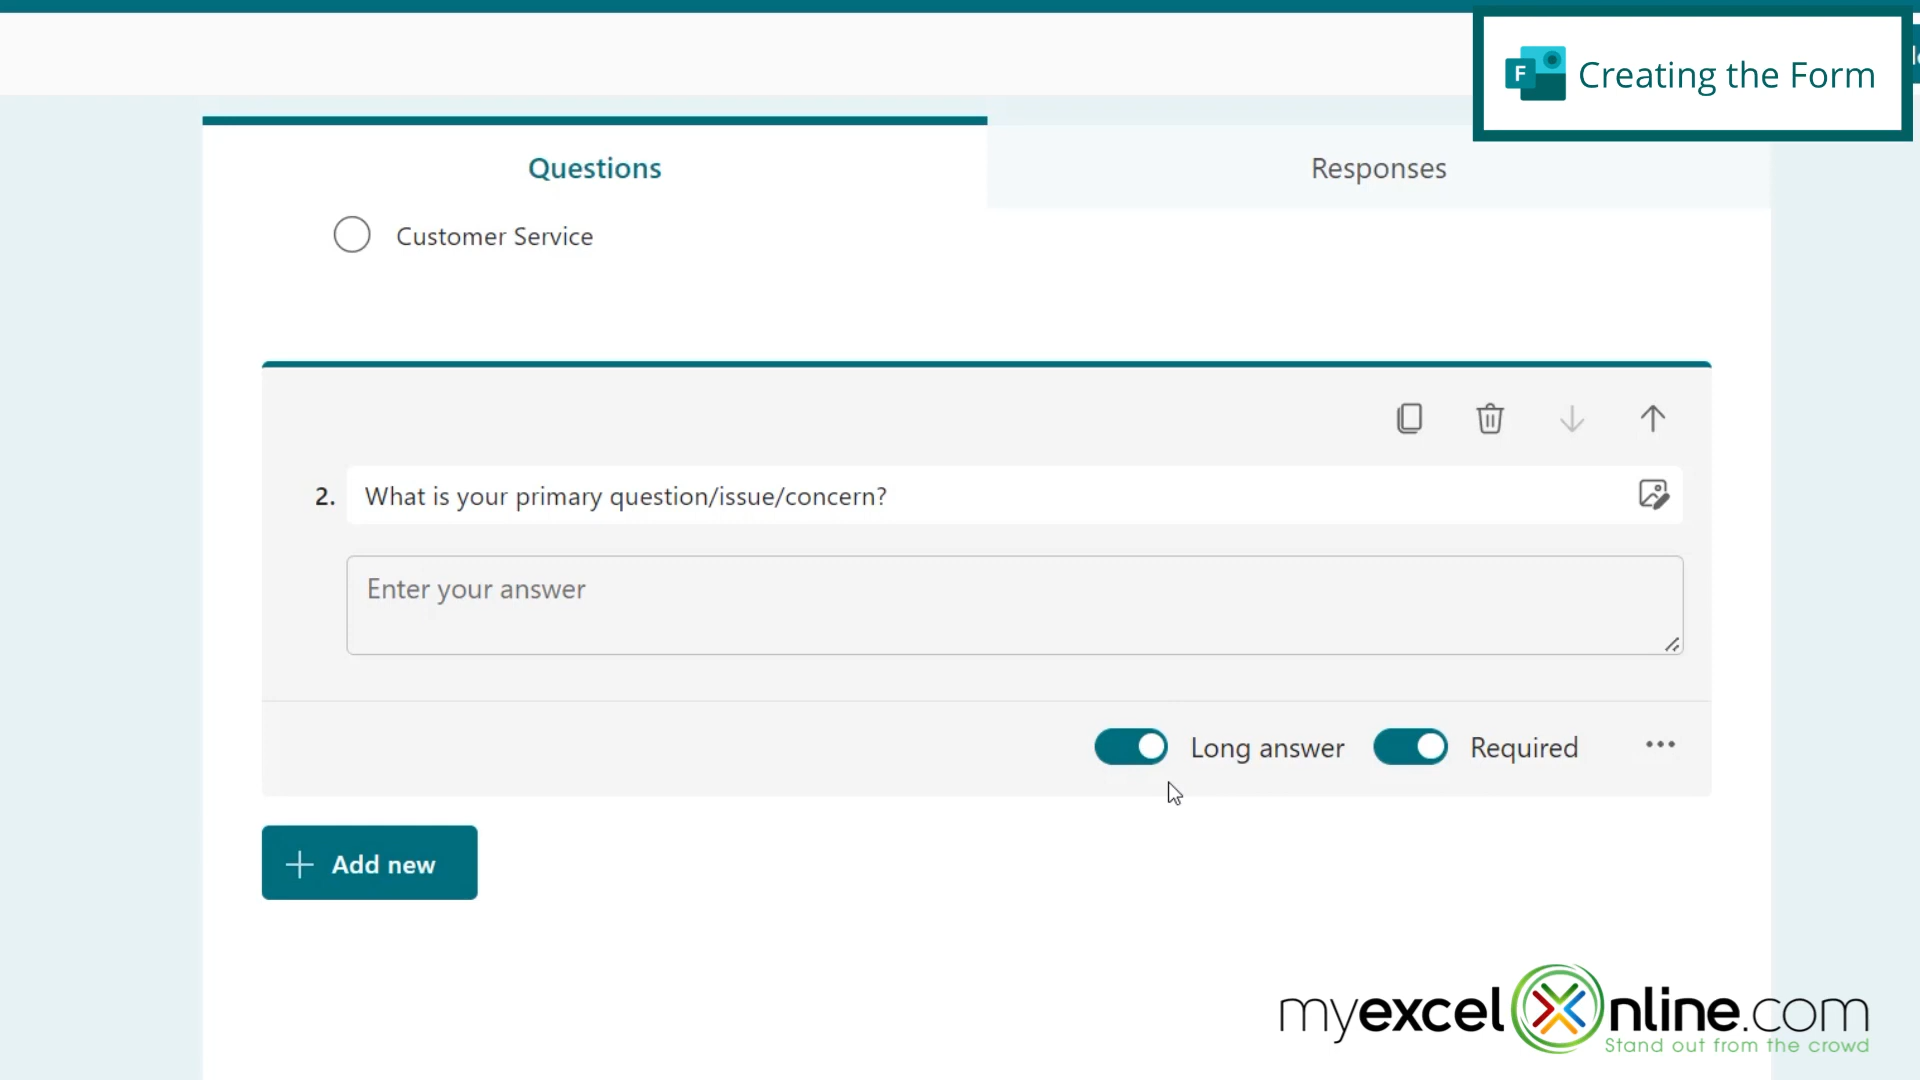 F Creating the Form
Questions
Responses
Customer Service
2. What is your primary question/issue/concern?
Enter your answer
Long answer
Required
Add new
myexcelOnline.com
Stand out from the crowd